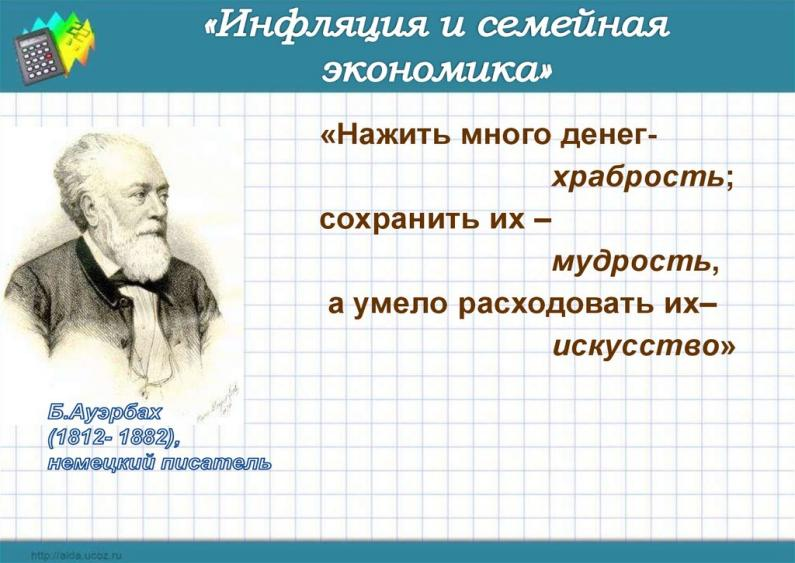 «Инфляция и семейная
экономика»
«Нажить много денег-
храбрость;
сохранить их –
мудрость,
а умело расходовать их–
искусство»
Б.Ауэрбах
(1812- 1882),
немецкий писатель
http://aida.ucoz.ru